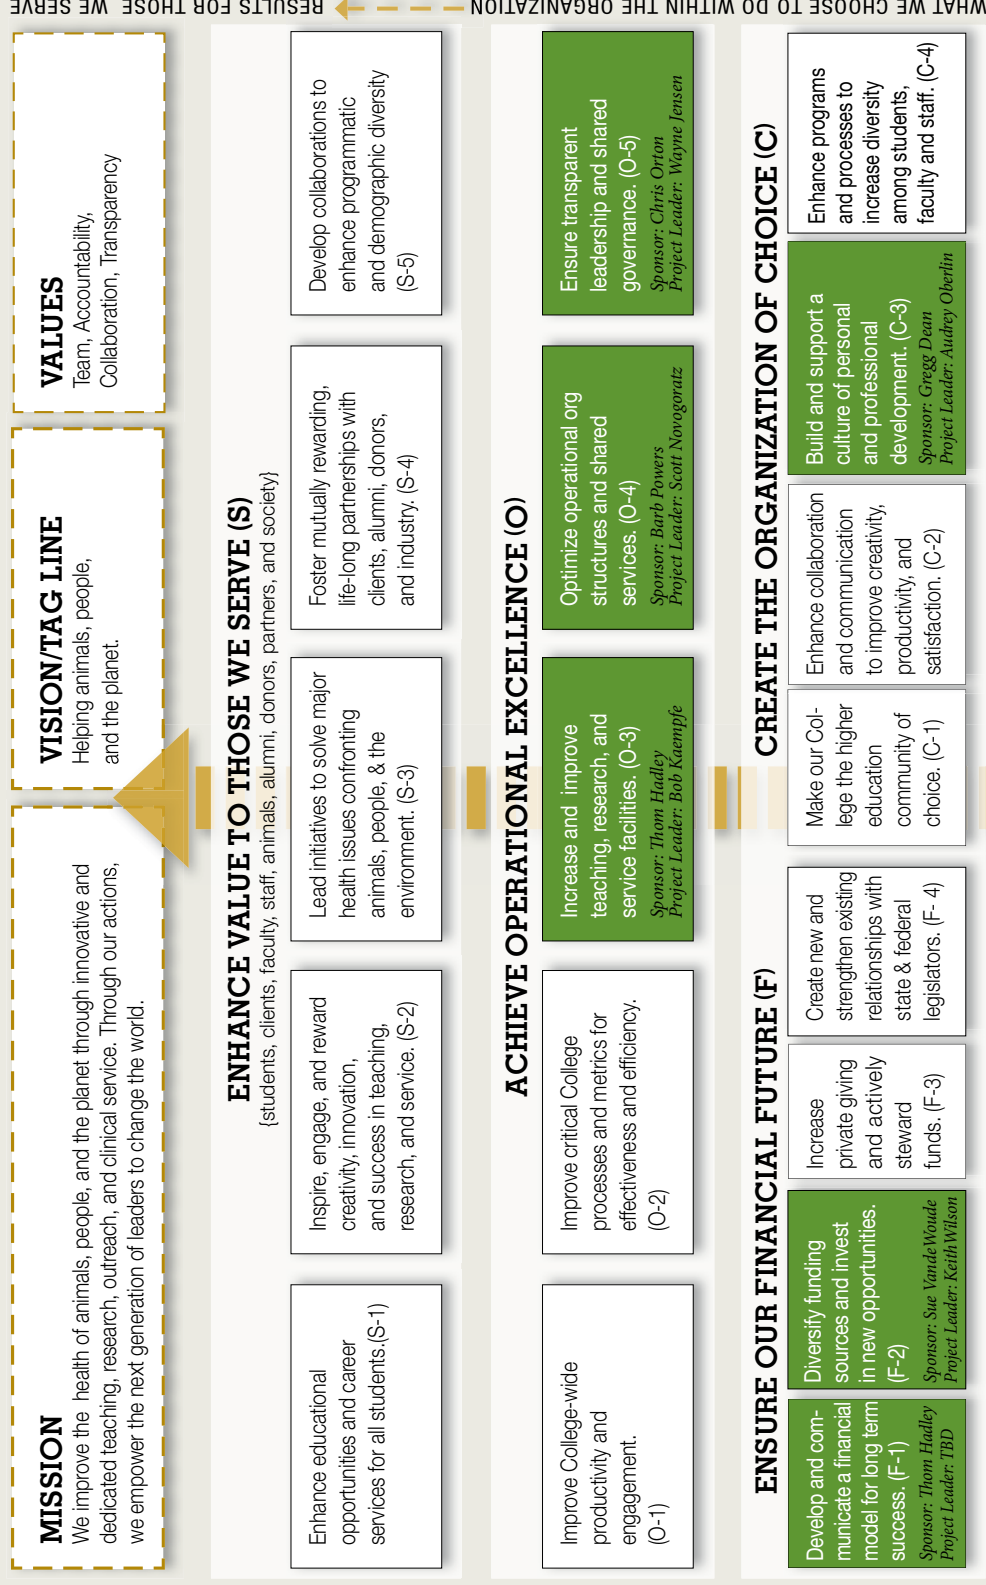 MISSION
We improve the health of animals, people, and the planet through innovative and
dedicated teaching, research, outreach, and clinical service. Through our actions,
we empower the next generation of leaders to change the world.
VISION/TAG LINE
Helping animals, people,
and the planet.
VALUES
Team, Accountability,
Collaboration, Transparency
ENHANCE VALUE TO THOSE WE SERVE (S)
{students, clients, faculty, staff, animals, alumni, donors, partners, and society}
Enhance educational
opportunities and career
services for all students.(S-1)
Inspire, engage, and reward
creativity, innovation,
and success in teaching,
research, and service. (S-2)
Lead initiatives to solve major
health issues confronting
animals, people, & the
environment. (S-3)
Foster mutually rewarding,
life-long partnerships with
clients, alumni, donors,
and industry. (S-4)
Develop collaborations to
enhance programmatic
and demographic diversity
(S-5)
ACHIEVE OPERATIONAL EXCELLENCE (O)
Improve College-wide
productivity and
engagement.
(O-1)
Improve critical College
processes and metrics for
effectiveness and efficiency.
(O-2)
Increase and improve
teaching, research, and
service facilities. (O-3)
Sponsor: Thom Hadley
Project Leader: Bob Kaempfe
Optimize operational org
structures and shared
services. (O-4)
Sponsor: Barb Powers
Project Leader: Scott Novogoratz
Ensure transparent
leadership and shared
governance. (O-5)
Sponsor: Chris Orton
Project Leader: Wayne Jensen
ENSURE OUR FINANCIAL FUTURE (F)
Develop and com-
municate a financial
model for long term
success. (F-1)
Sponsor: Thom Hadley
Project Leader: TBD
Diversify funding
sources and invest
in new opportunities.
(F-2)
Sponsor: Sue VandeWoude
Project Leader: KeithWilson
Increase
private giving
and actively
steward
funds. (F-3)
Create new and
strengthen existing
relationships with
state & federal
legislators. (F- 4)
CREATE THE ORGANIZATION OF CHOICE (C)
Make our Col-
lege the higher
education
community of
choice. (C-1)
Enhance collaboration
and communication
to improve creativity,
productivity, and
satisfaction. (C-2)
Build and support a
culture of personal
and professional
development. (C-3)
Sponsor: Gregg Dean
Project Leader: Audrey Oberlin
Enhance programs
and processes to
increase diversity
among students,
faculty and staff. (C-4)
WHAT WE CHOOSE TO DO WITHIN THE ORGANIZATION
RESULTS FOR THOSE WE SERVE